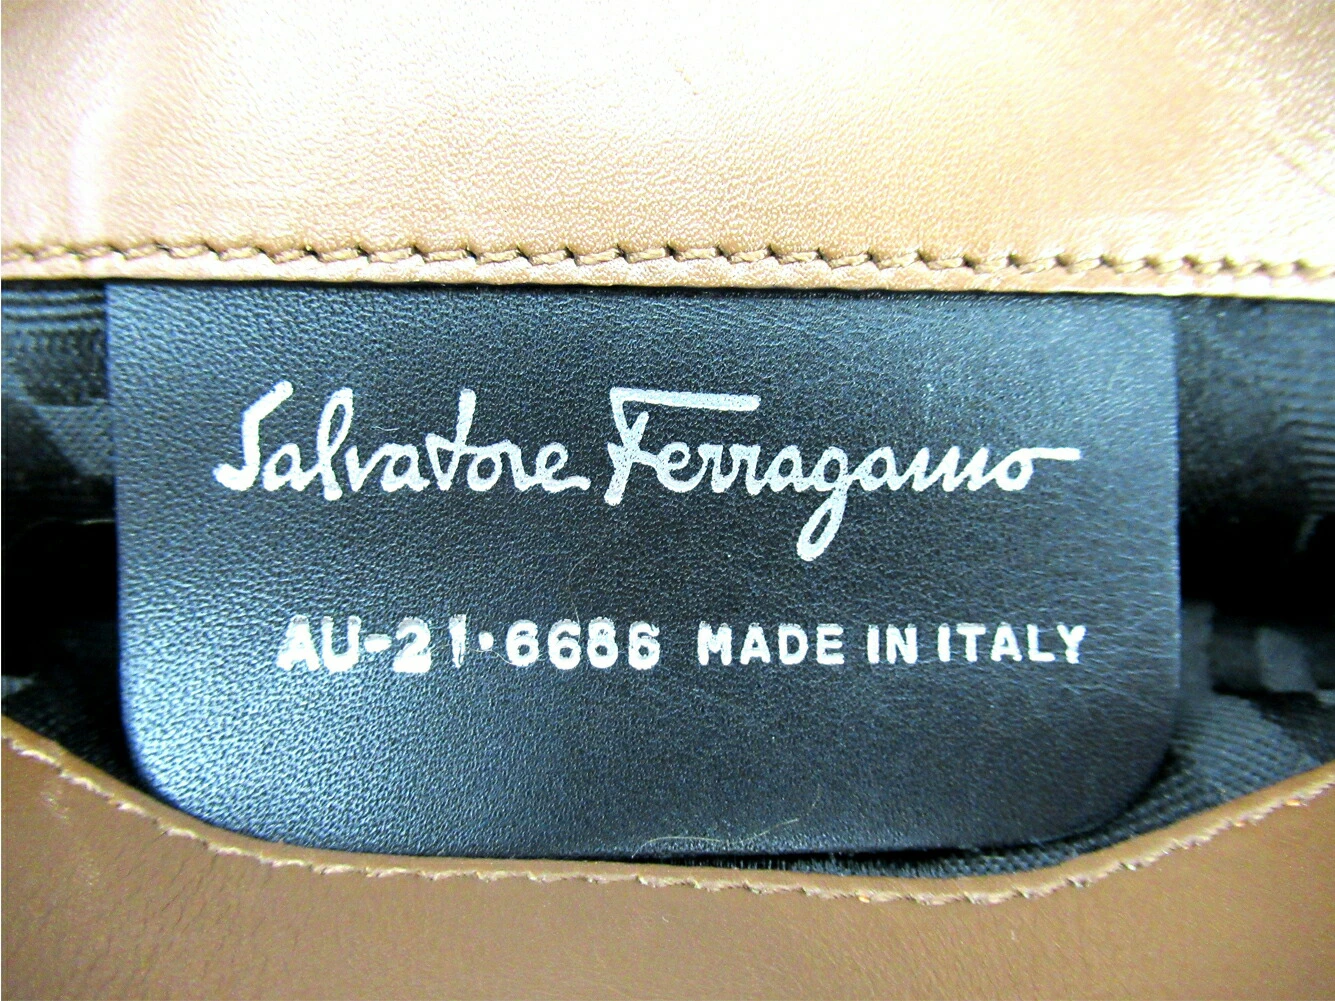 Salvatore Ferragamo
AU-21·6686 MADE IN ITALY